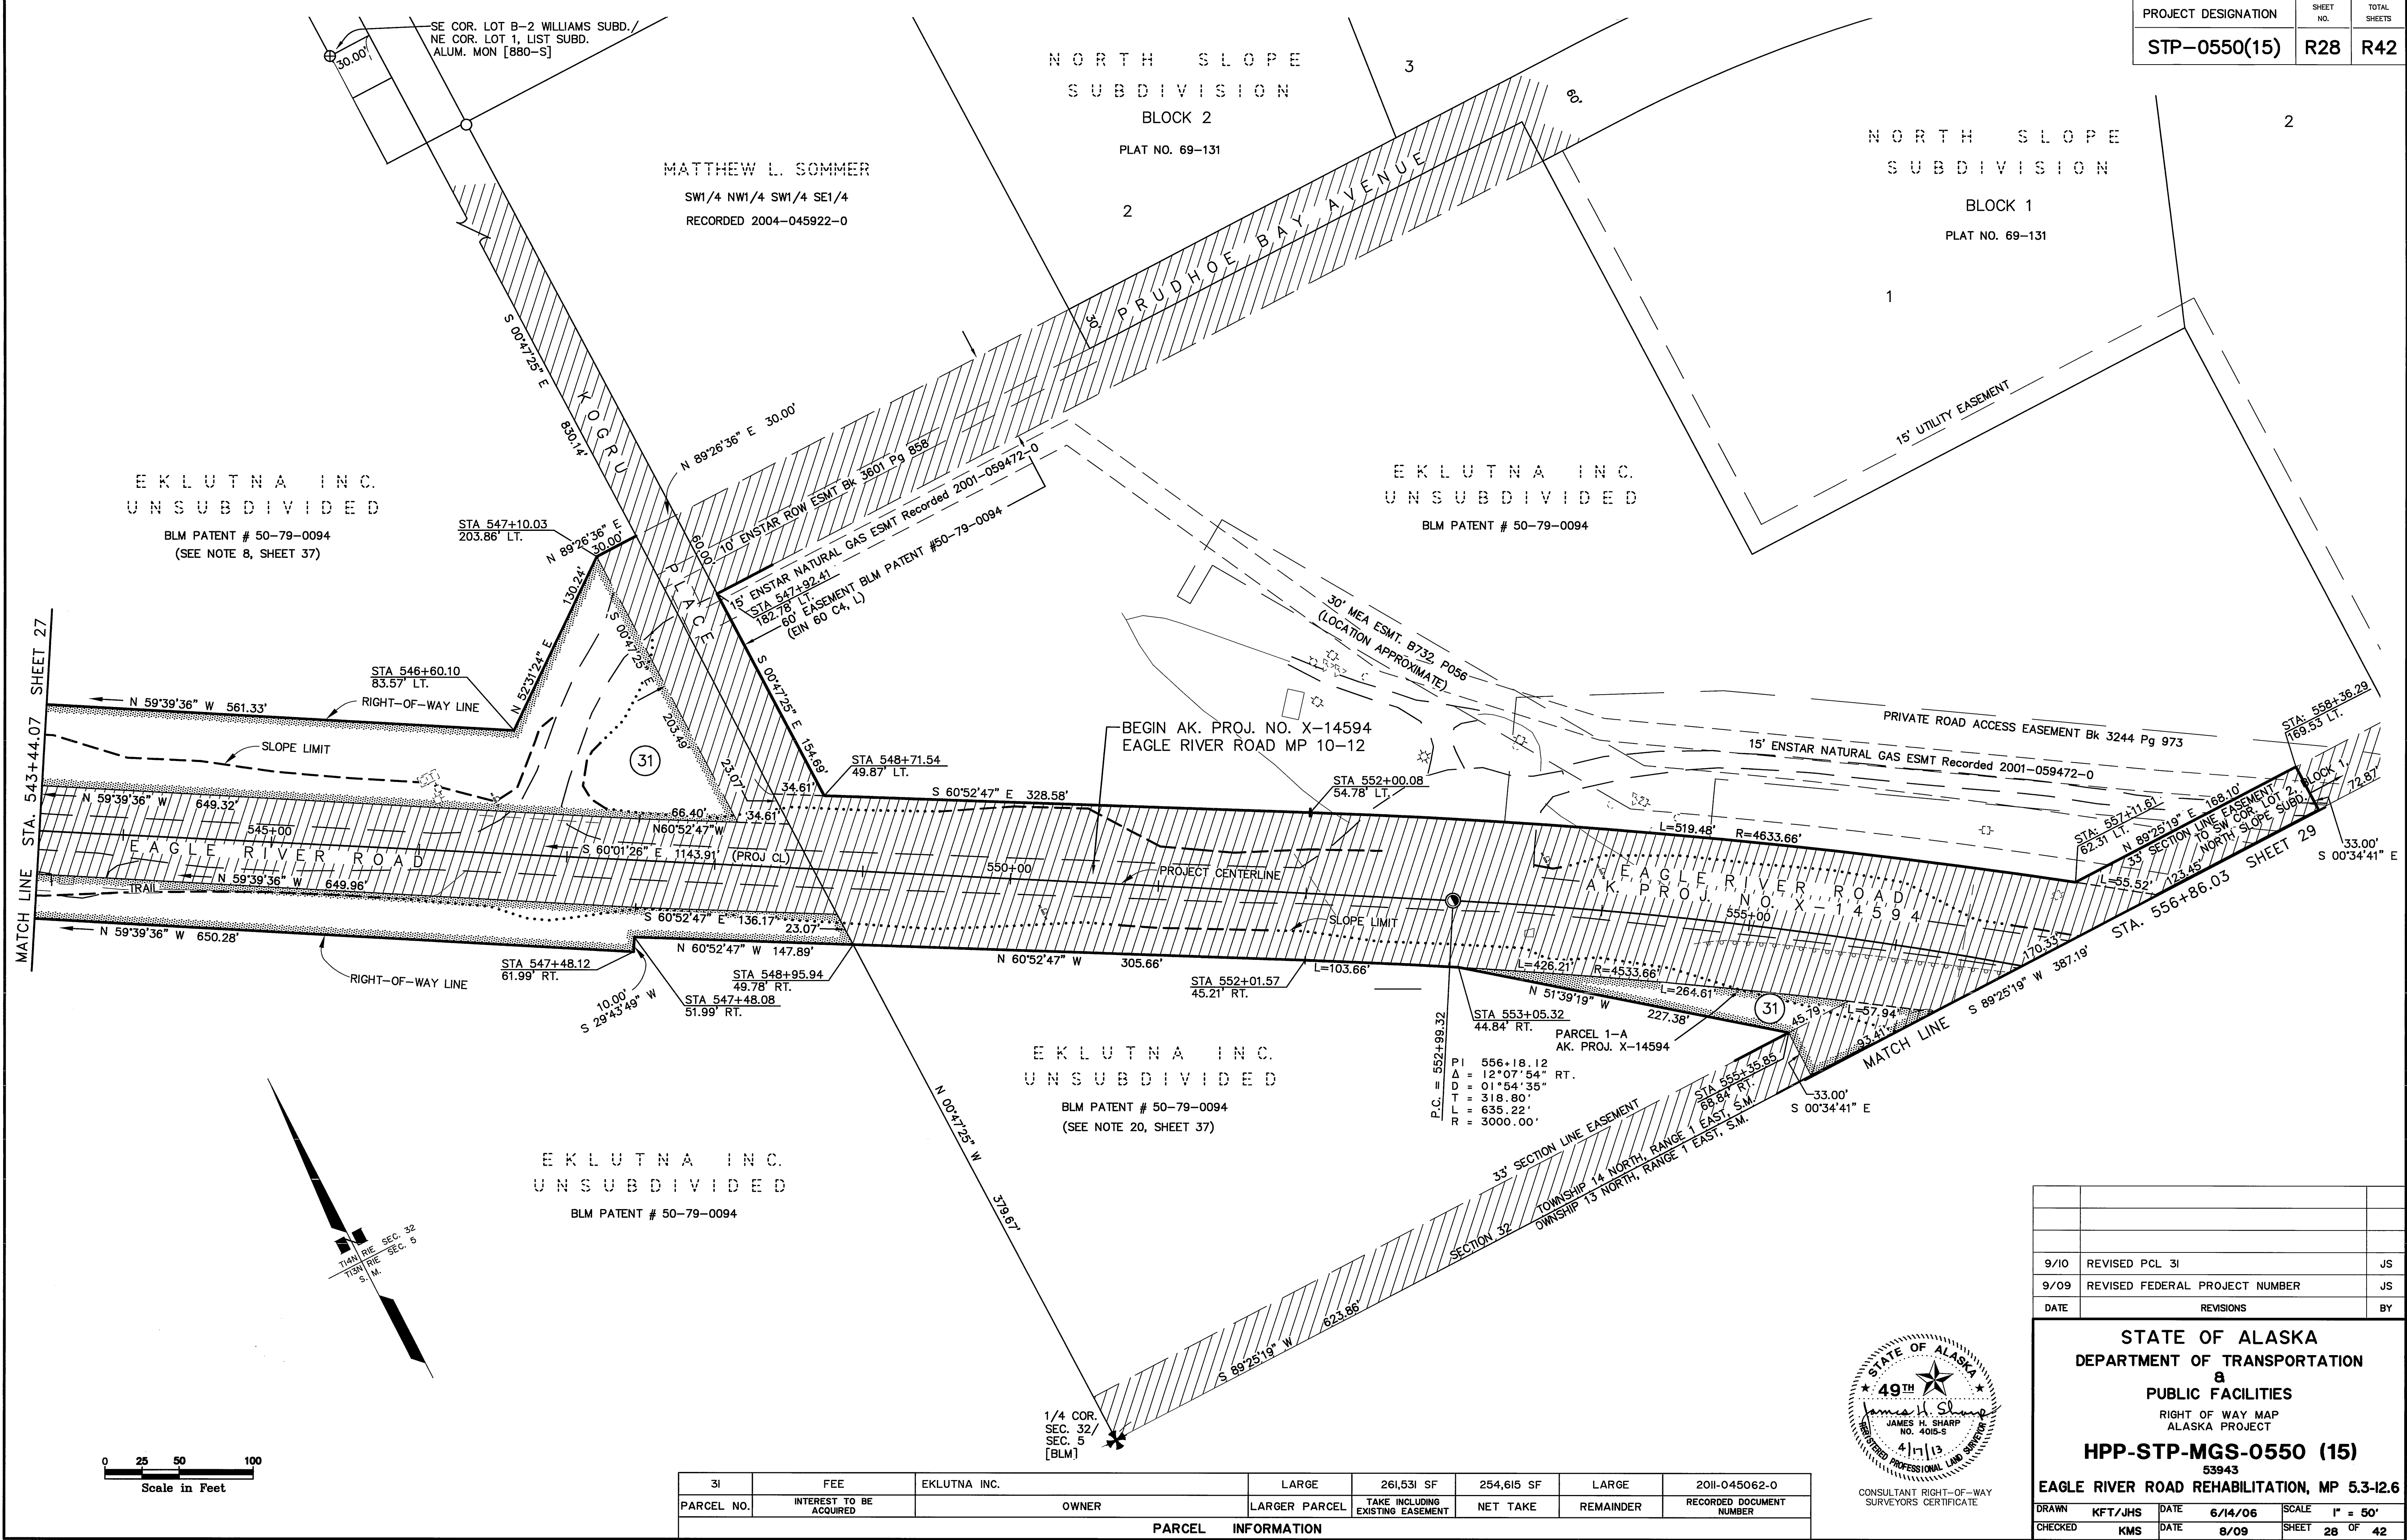 PROJECT DESIGNATION
SHEET NO.
TOTAL SHEETS
STP-0550(15)
R28
R42
SE COR. LOT B-2 WILLIAMS SUBD./
NE COR. LOT 1, LIST SUBD.
ALUM. MON [880-S]
30.00'
NORTH SLOPE
SUBDIVISION
BLOCK 2
PLAT NO. 69-131
3
2
60'
NORTH SLOPE
SUBDIVISION
BLOCK 1
PLAT NO. 69-131
2
1
MATTHEW L. SOMMER
SW1/4 NW1/4 SW1/4 SE1/4
RECORDED 2004-045922-0
PRUDHOE BAY AVENUE
30'
15' UTILITY EASEMENT
S 00°47'25" E
830.14'
KOGRU
PLACE
60.00'
N 89°26'36" E 30.00'
10' ENSTAR ROW ESMT Bk 3601 Pg 858
15' ENSTAR NATURAL GAS ESMT Recorded 2001-059472-0
STA 547+92.41
182.78' LT.
60' EASEMENT BLM PATENT #50-79-0094
(EIN 60 C4, L)
EKLUTNA INC.
UNSUBDIVIDED
BLM PATENT # 50-79-0094
(SEE NOTE 8, SHEET 37)
STA 547+10.03
203.86' LT.
N 89°26'36" E
30.00'
130.24'
N 52°31'24" E
S 00°47'25" E
203.49'
23.07'
EKLUTNA INC.
UNSUBDIVIDED
BLM PATENT # 50-79-0094
30' MEA ESMT. B732, P056
(LOCATION APPROXIMATE)
STA 546+60.10
83.57' LT.
MATCH LINE STA. 543+44.07 SHEET 27
N 59°39'36" W 561.33'
RIGHT-OF-WAY LINE
SLOPE LIMIT
31
S 00°47'25" E 154.69'
34.61'
34.61'
66.40'
N60°52'47"W
STA 548+71.54
49.87' LT.
S 60°52'47" E 328.58'
BEGIN AK. PROJ. NO. X-14594
EAGLE RIVER ROAD MP 10-12
STA 552+00.08
54.78' LT.
PRIVATE ROAD ACCESS EASEMENT Bk 3244 Pg 973
15' ENSTAR NATURAL GAS ESMT Recorded 2001-059472-0
STA: 558+36.29
169.53 LT.
STA: 557+11.61
62.31 LT.
N 89°25'19" E 168.10'
33' SECTION LINE EASEMENT
TO SW COR. LOT 2, BLOCK 1,
NORTH SLOPE SUBD.
72.87'
123.45'
L=55.52'
33.00'
S 00°34'41" E
L=519.48' R=4633.66'
N 59°39'36" W 649.32'
545+00
EAGLE RIVER ROAD
S 60°01'26" E 1143.91' (PROJ CL)
550+00
PROJECT CENTERLINE
EAGLE RIVER ROAD
AK. PROJ. NO. X-14594
555+00
N 59°39'36" W 649.96'
TRAIL
S 60°52'47" E 136.17'
23.07'
SLOPE LIMIT
170.33'
MATCH LINE STA. 556+86.03 SHEET 29
S 89°25'19" W 387.19'
N 59°39'36" W 650.28'
RIGHT-OF-WAY LINE
N 60°52'47" W 147.89'
N 60°52'47" W 305.66'
STA 547+48.12
61.99' RT.
STA 548+95.94
49.78' RT.
STA 547+48.08
51.99' RT.
10.00'
S 29°43'49" W
STA 552+01.57
45.21' RT.
L=103.66'
L=426.21' R=4533.66'
L=264.61'
N 51°39'19" W
227.38'
31
45.79'
L=57.94'
93.41'
STA 553+05.32
44.84' RT.
PARCEL 1-A
AK. PROJ. X-14594
P.C. = 552+99.32
PI 556+18.12
Δ = 12°07'54" RT.
D = 01°54'35"
T = 318.80'
L = 635.22'
R = 3000.00'
STA 555+35.85
68.84' RT.
33.00'
S 00°34'41" E
EKLUTNA INC.
UNSUBDIVIDED
BLM PATENT # 50-79-0094
(SEE NOTE 20, SHEET 37)
EKLUTNA INC.
UNSUBDIVIDED
BLM PATENT # 50-79-0094
N 00°47'25" W
379.67'
33' SECTION LINE EASEMENT
SECTION 32 TOWNSHIP 14 NORTH, RANGE 1 EAST, S.M.
OWNSHIP 13 NORTH, RANGE 1 EAST, S.M.
S 89°25'19" W 623.86'
1/4 COR.
SEC. 32/
SEC. 5
[BLM]
T14N R1E SEC. 32
T13N R1E SEC. 5
S. M.
0 25 50 100
Scale in Feet
31 FEE EKLUTNA INC. LARGE 261,531 SF 254,615 SF LARGE 2011-045062-0
PARCEL NO. INTEREST TO BE ACQUIRED OWNER LARGER PARCEL TAKE INCLUDING EXISTING EASEMENT NET TAKE REMAINDER RECORDED DOCUMENT NUMBER
PARCEL INFORMATION
STATE OF ALASKA
49TH
James H. Sharp
JAMES H. SHARP
NO. 4015-S
4/17/13
REGISTERED PROFESSIONAL LAND SURVEYOR
CONSULTANT RIGHT-OF-WAY
SURVEYORS CERTIFICATE
9/10 REVISED PCL 31 JS
9/09 REVISED FEDERAL PROJECT NUMBER JS
DATE REVISIONS BY
STATE OF ALASKA
DEPARTMENT OF TRANSPORTATION
&
PUBLIC FACILITIES
RIGHT OF WAY MAP
ALASKA PROJECT
HPP-STP-MGS-0550 (15)
53943
EAGLE RIVER ROAD REHABILITATION, MP 5.3-12.6
DRAWN KFT/JHS DATE 6/14/06 SCALE 1" = 50'
CHECKED KMS DATE 8/09 SHEET 28 OF 42